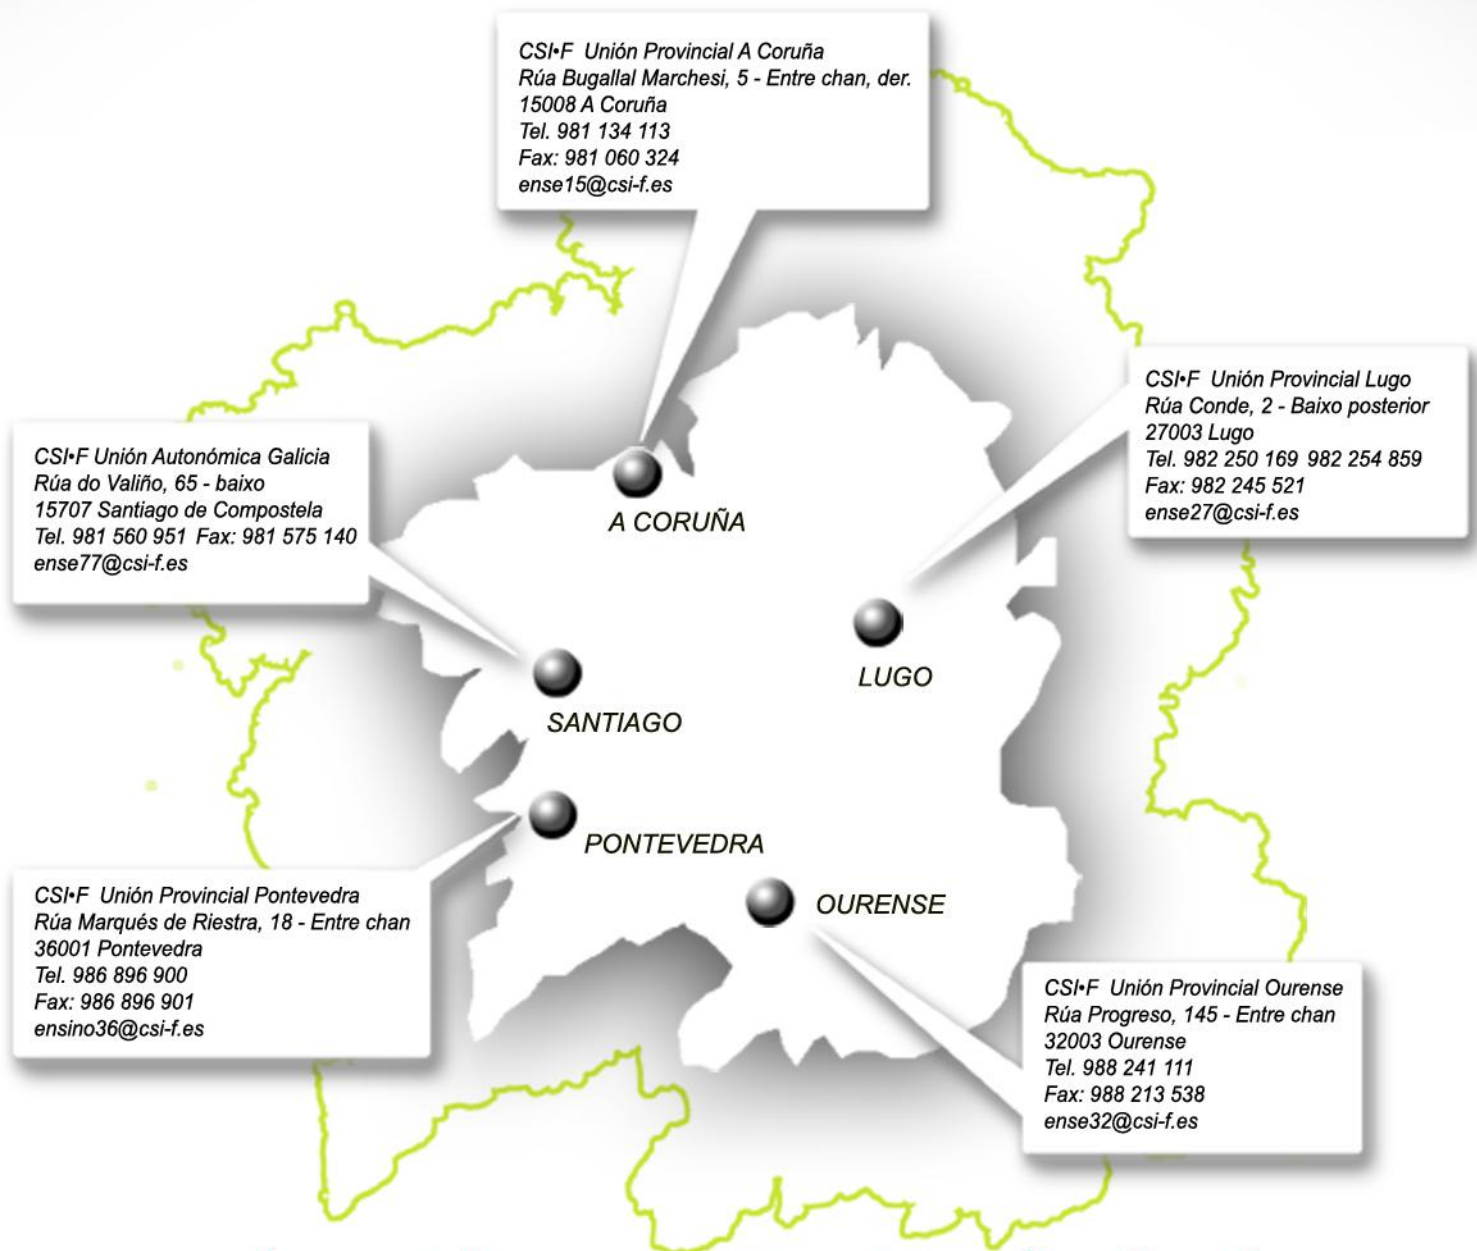 CSI•F Unión Provincial A Coruña
Rúa Bugallal Marchesi, 5 - Entre chan, der.
15008 A Coruña
Tel. 981 134 113
Fax: 981 060 324
ense15@csi-f.es
CSI•F Unión Provincial Lugo
Rúa Conde, 2 - Baixo posterior
27003 Lugo
Tel. 982 250 169 982 254 859
Fax: 982 245 521
ense27@csi-f.es
CSI•F Unión Autonómica Galicia
Rúa do Valiño, 65 - baixo
15707 Santiago de Compostela
Tel. 981 560 951 Fax: 981 575 140
ense77@csi-f.es
A CORUÑA
LUGO
SANTIAGO
PONTEVEDRA
OURENSE
CSI•F Unión Provincial Pontevedra
Rúa Marqués de Riestra, 18 - Entre chan
36001 Pontevedra
Tel. 986 896 900
Fax: 986 896 901
ensino36@csi-f.es
CSI•F Unión Provincial Ourense
Rúa Progreso, 145 - Entre chan
32003 Ourense
Tel. 988 241 111
Fax: 988 213 538
ense32@csi-f.es